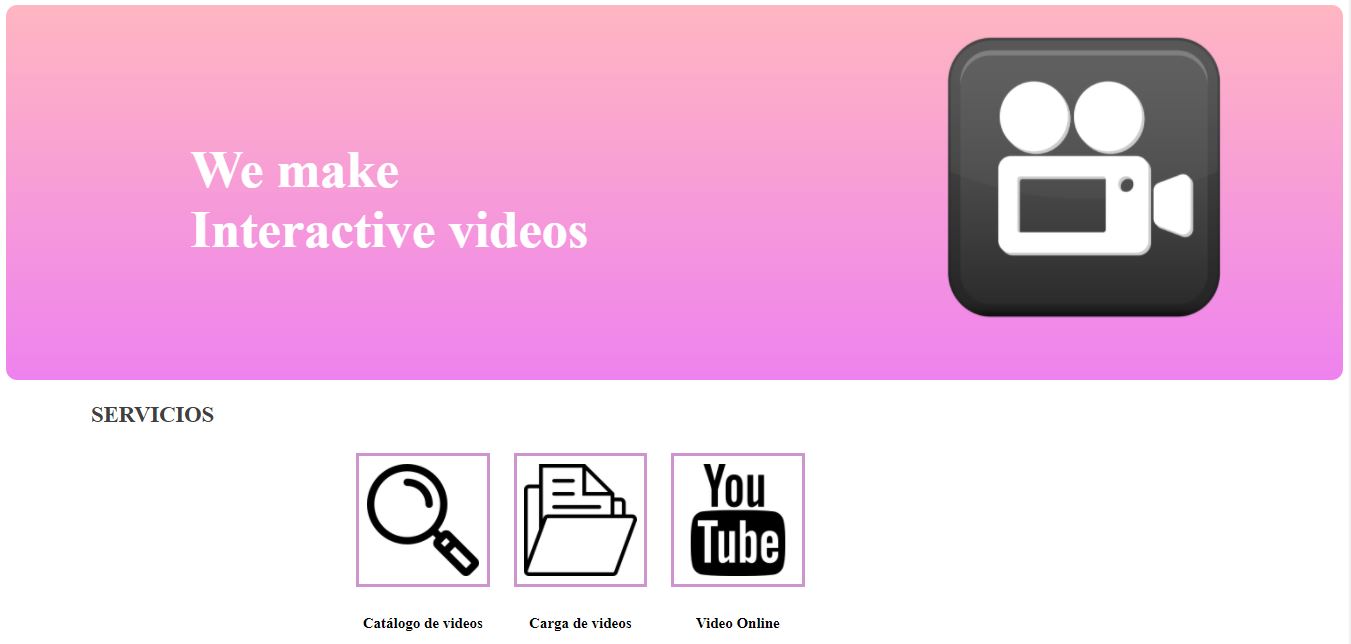 We make
Interactive videos
SERVICIOS
You
Tube
Catálogo de videos
Carga de videos
Video Online